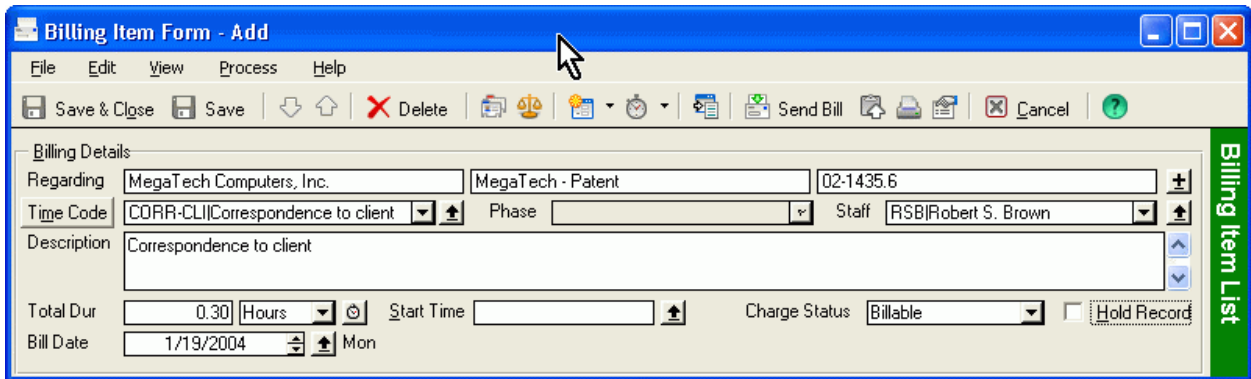 Billing Item Form - Add
File Edit View Process Help
Save & Close Save Delete Send Bill Cancel ?
Billing Details
Regarding MegaTech Computers, Inc. MegaTech - Patent 02-1435.6
Time Code CORR-CLI|Correspondence to client Phase Staff RSB|Robert S. Brown
Description Correspondence to client
Total Dur 0.30 Hours Start Time Charge Status Billable Hold Record
Bill Date 1/19/2004 Mon
Billing Item List